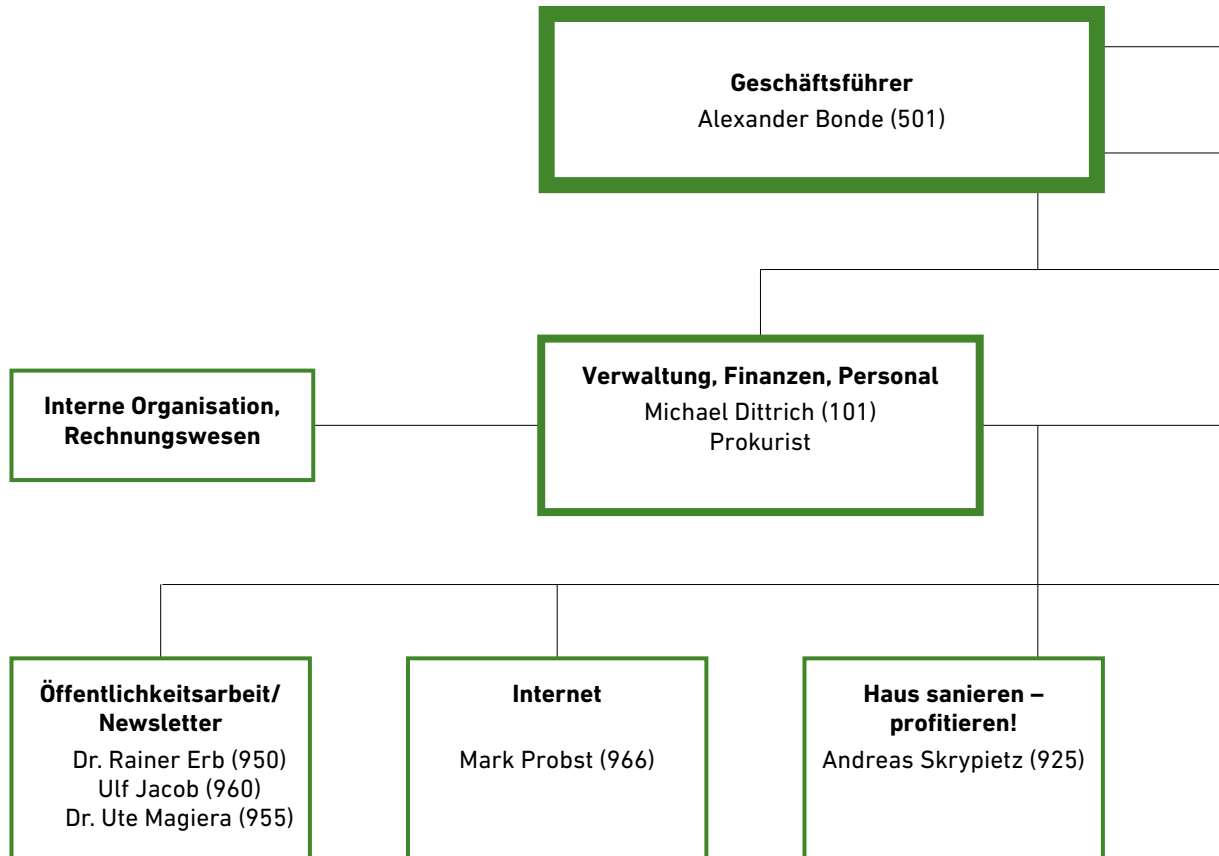 Geschäftsführer
Alexander Bonde (501)
Verwaltung, Finanzen, Personal
Michael Dittrich (101)
Prokurist
Interne Organisation,
Rechnungswesen
Öffentlichkeitsarbeit/
Newsletter
Dr. Rainer Erb (950)
Ulf Jacob (960)
Dr. Ute Magiera (955)
Internet
Mark Probst (966)
Haus sanieren –
profitieren!
Andreas Skrypietz (925)